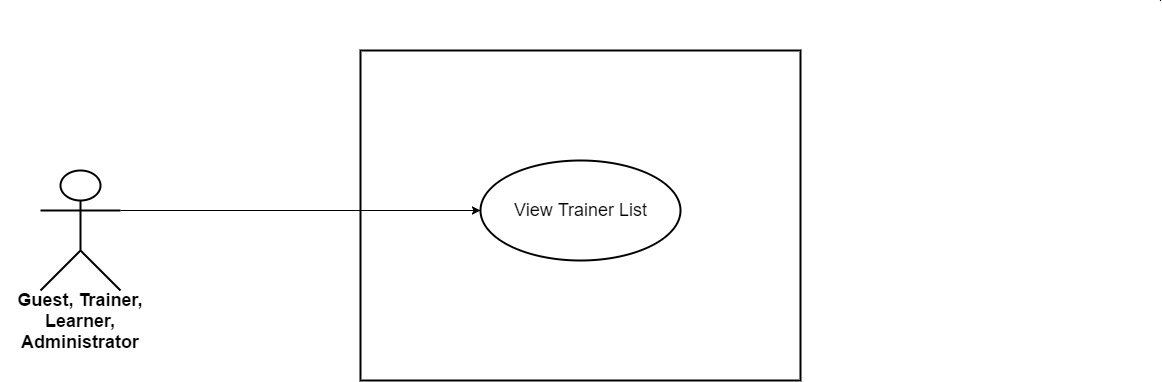 View Trainer List
Guest, Trainer,
Learner,
Administrator